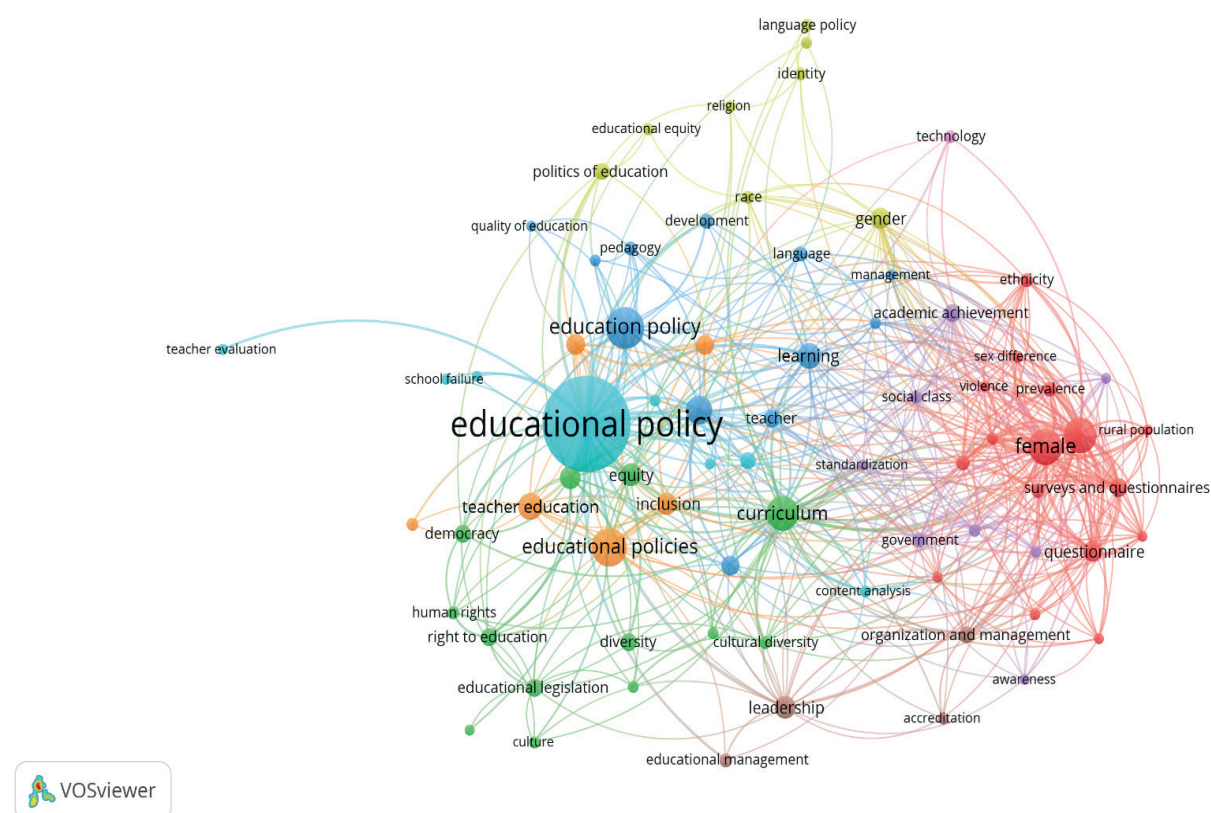 language policy
identity
religion
educational equity
technology
politics of education
race
gender
quality of education
development
pedagogy
language
management
ethnicity
academic achievement
education policy
teacher evaluation
learning
sex difference
school failure
violence
prevalence
social class
educational policy
teacher
rural population
female
standardization
equity
surveys and questionnaires
teacher education
inclusion
curriculum
democracy
educational policies
government
questionnaire
content analysis
human rights
right to education
diversity
cultural diversity
organization and management
awareness
educational legislation
leadership
accreditation
culture
educational management
VOSviewer